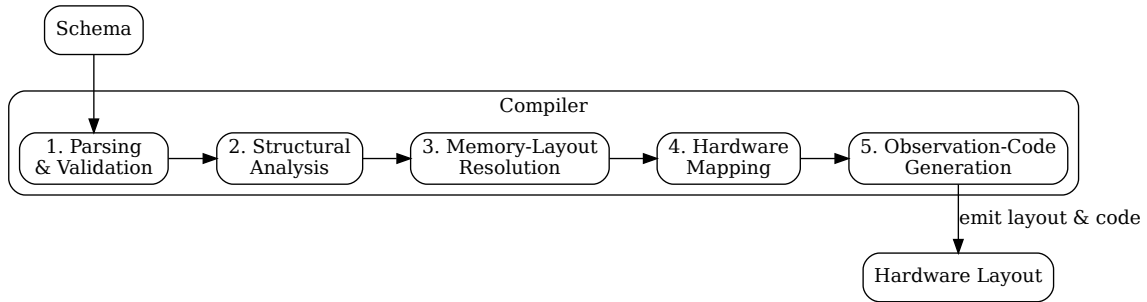 Schema
Compiler
1. Parsing
& Validation
2. Structural
Analysis
3. Memory-Layout
Resolution
4. Hardware
Mapping
5. Observation-Code
Generation
emit layout & code
Hardware Layout